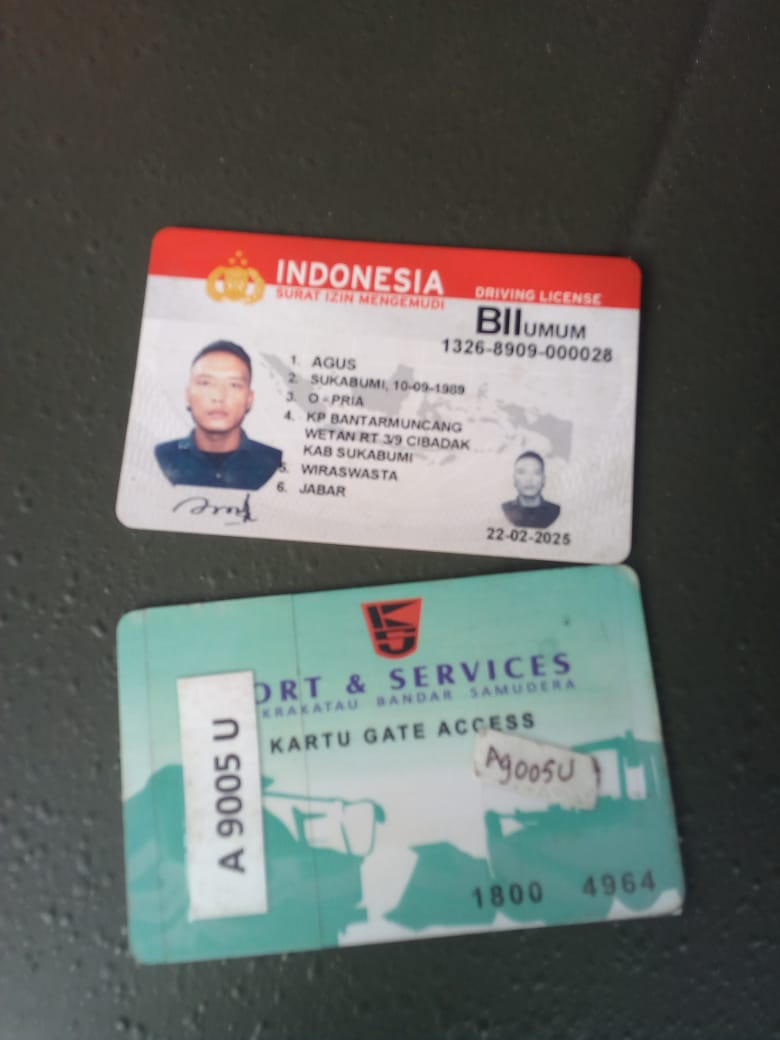 INDONESIA
SURAT IZIN MENGEMUDI
DRIVING LICENSE
BII UMUM
1326-8909-000028
1. AGUS
2. SUKABUMI, 10-09-1989
3. O - PRIA
4. KP BANTARMUNCANG
WETAN RT 3/9 CIBADAK
KAB SUKABUMI
5. WIRASWASTA
6. JABAR
22-02-2025
ORT & SERVICES
KRAKATAU BANDAR SAMUDERA
KARTU GATE ACCESS
A 9005 U
A9005U
1800 4964